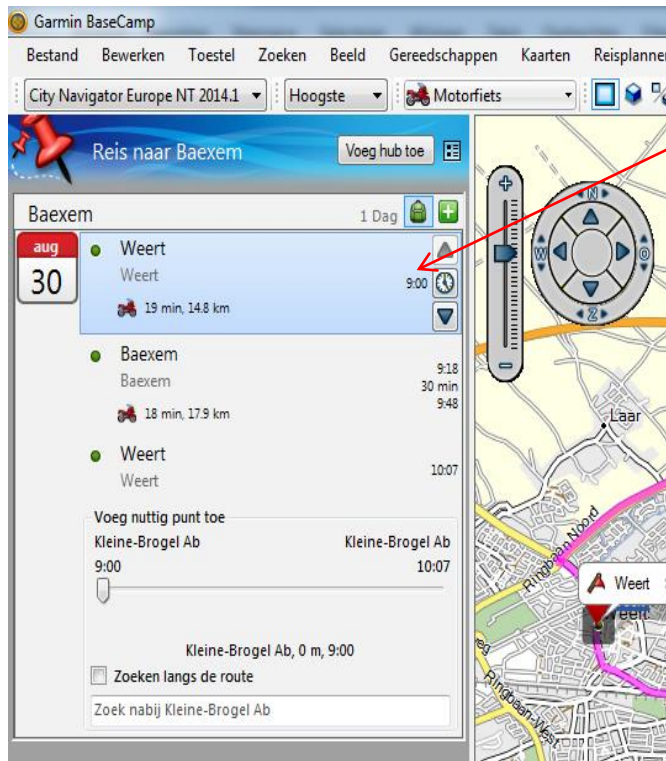 Garmin BaseCamp
Bestand Bewerken Toestel Zoeken Beeld Gereedschappen Kaarten Reisplanner
City Navigator Europe NT 2014.1 Hoogste Motorfiets
Reis naar Baexem Voeg hub toe
Baexem 1 Dag
aug
30
Weert
Weert 9:00
19 min, 14.8 km
Baexem 9:18
Baexem 30 min
18 min, 17.9 km 9:48
Weert
Weert 10:07
Voeg nuttig punt toe
Kleine-Brogel Ab Kleine-Brogel Ab
9:00 10:07
Kleine-Brogel Ab, 0 m, 9:00
Zoeken langs de route
Zoek nabij Kleine-Brogel Ab
N
W O
Z
Laar
Ringbaan Noord
Weert
Weert
Ringbaan-West